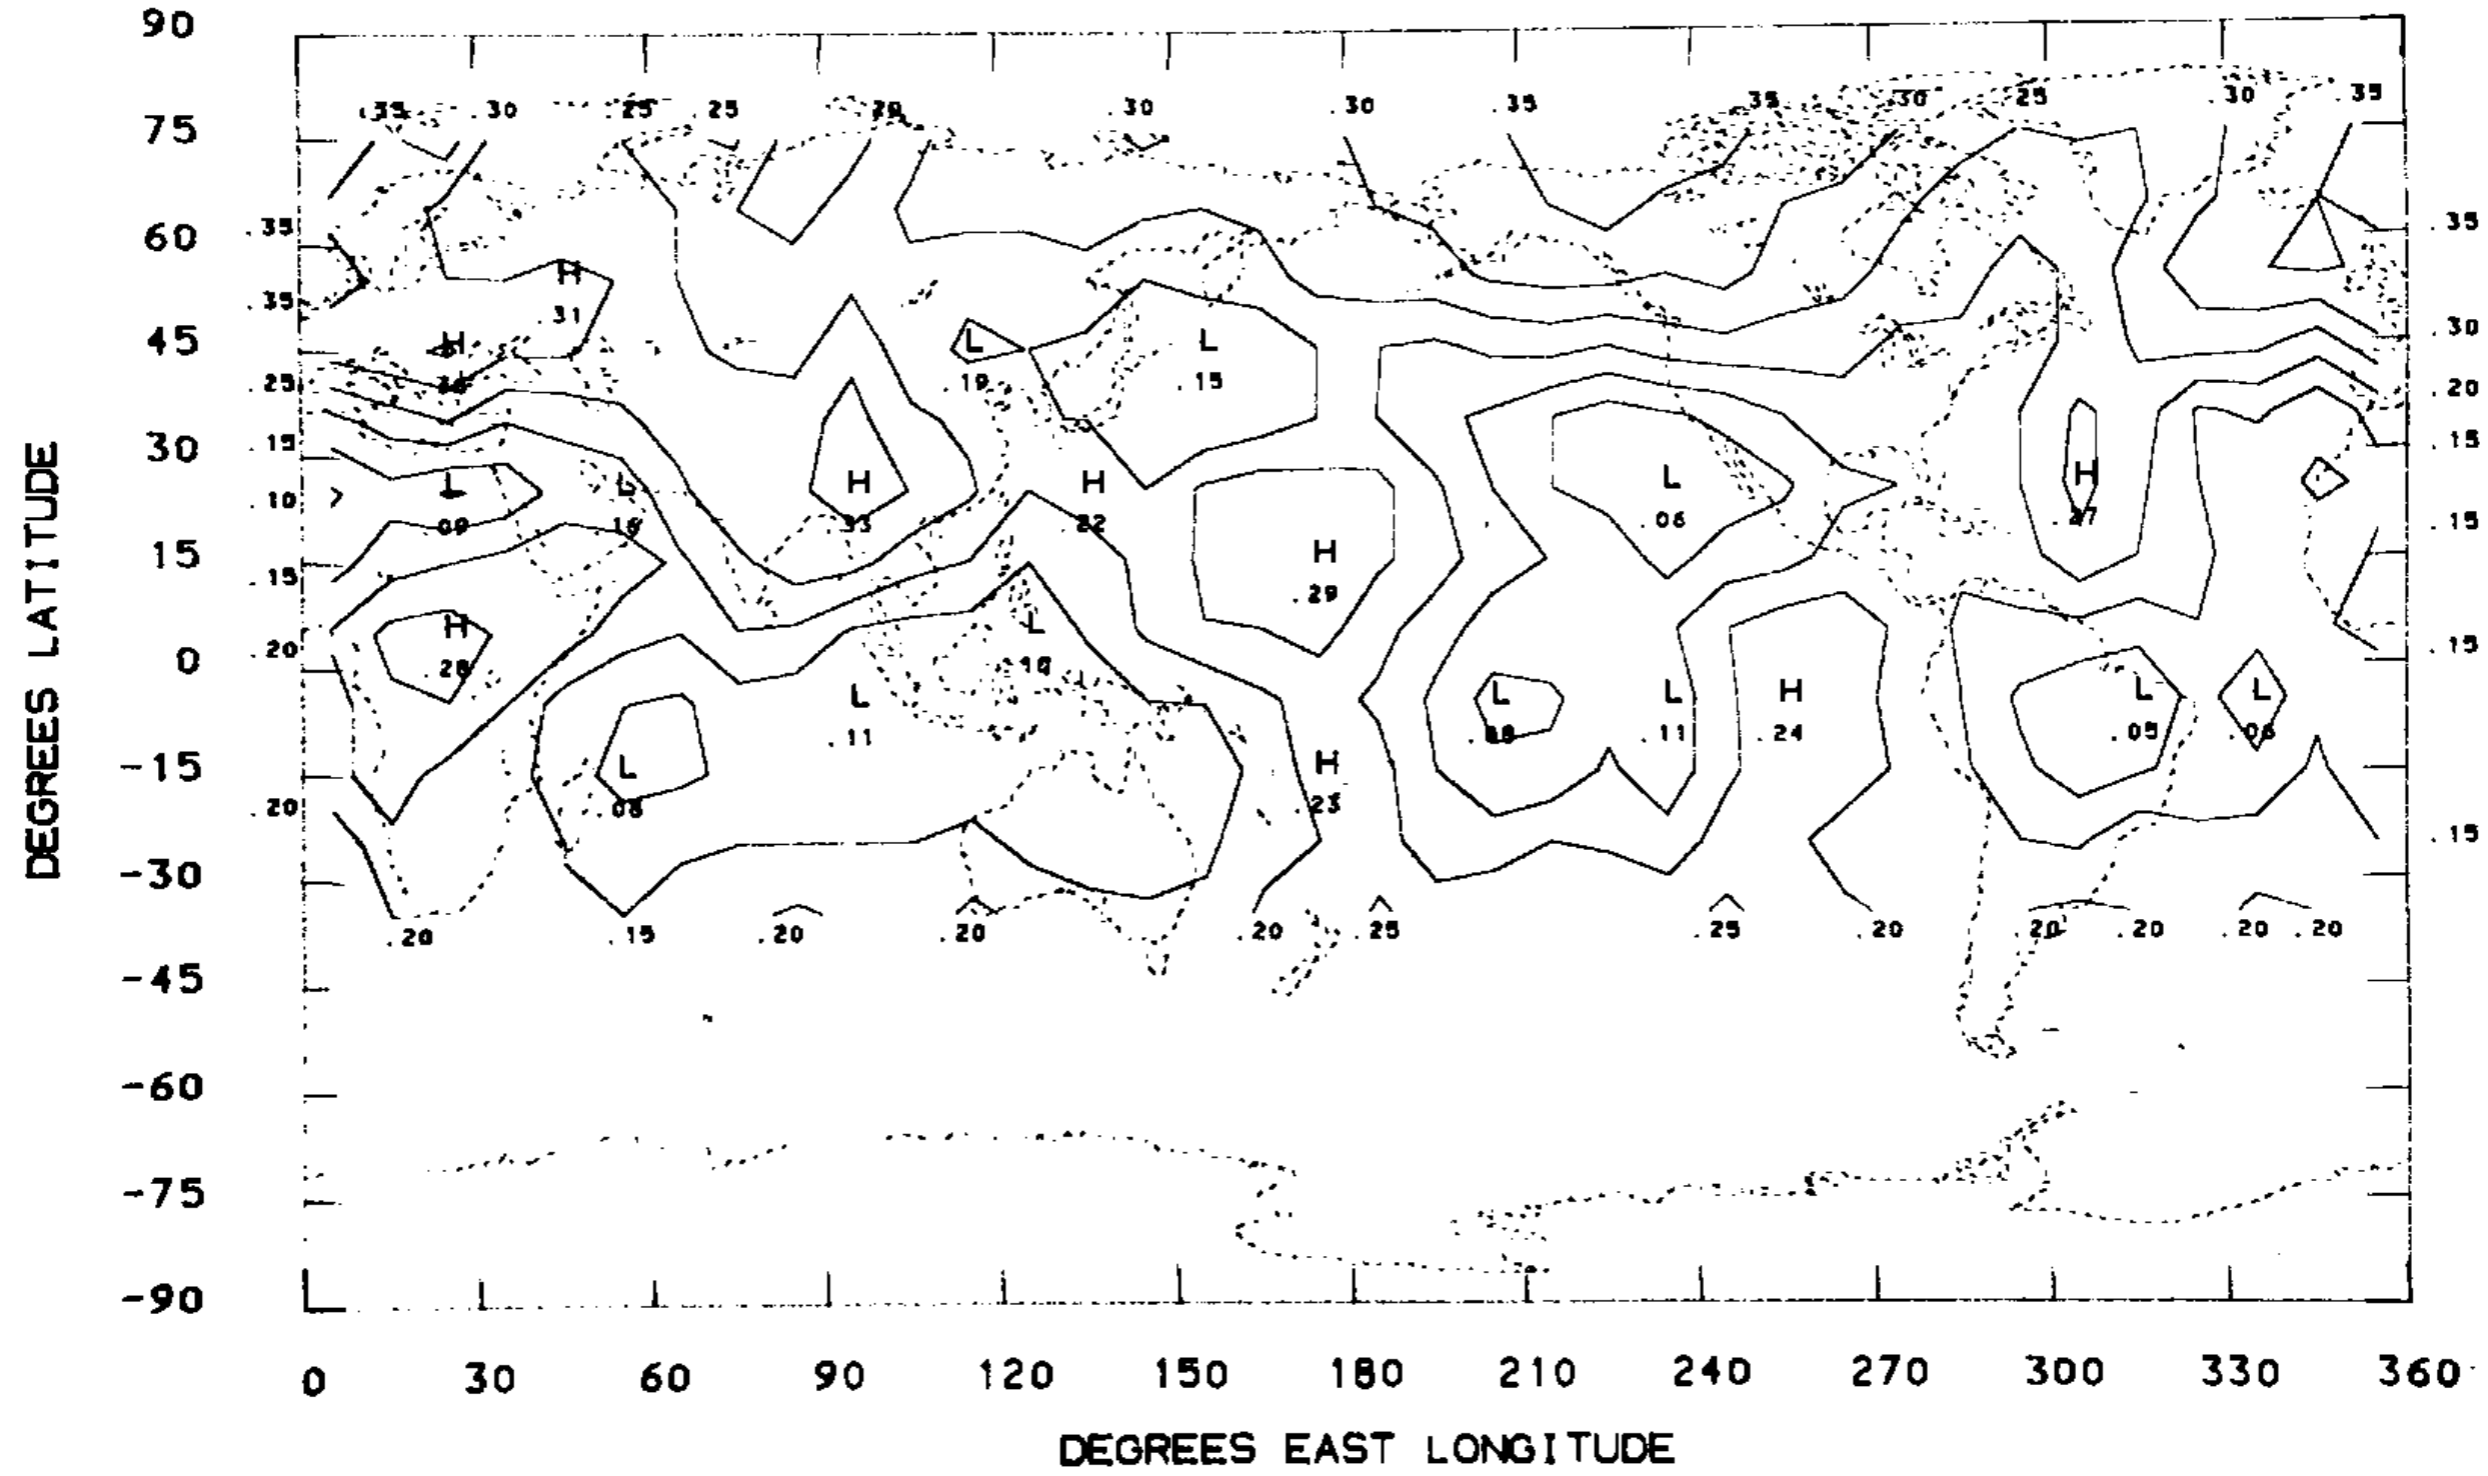 90
.35 .30 .25 .25 .30 .30 .35 .35 .30 .25 .30 .35
75
60 .35 .35
H
.35
.31
45 H L L .30
.25 .19 .15 .20
30 .15 .15
L L H H L H
.10 .09 .33 .22 .06 .27 .15
15 H
.15 .29
H L
0 .20 .28 .10 .15
L L L H L L
.11 .11 .24 .05 .06
-15 L H
.20 .08 .23
.15
-30
.20 .15 .20 .20 .20 .25 .25 .20 .20 .20 .20 .20
-45
-60
-75
-90
0 30 60 90 120 150 180 210 240 270 300 330 360
DEGREES EAST LONGITUDE
DEGREES LATITUDE